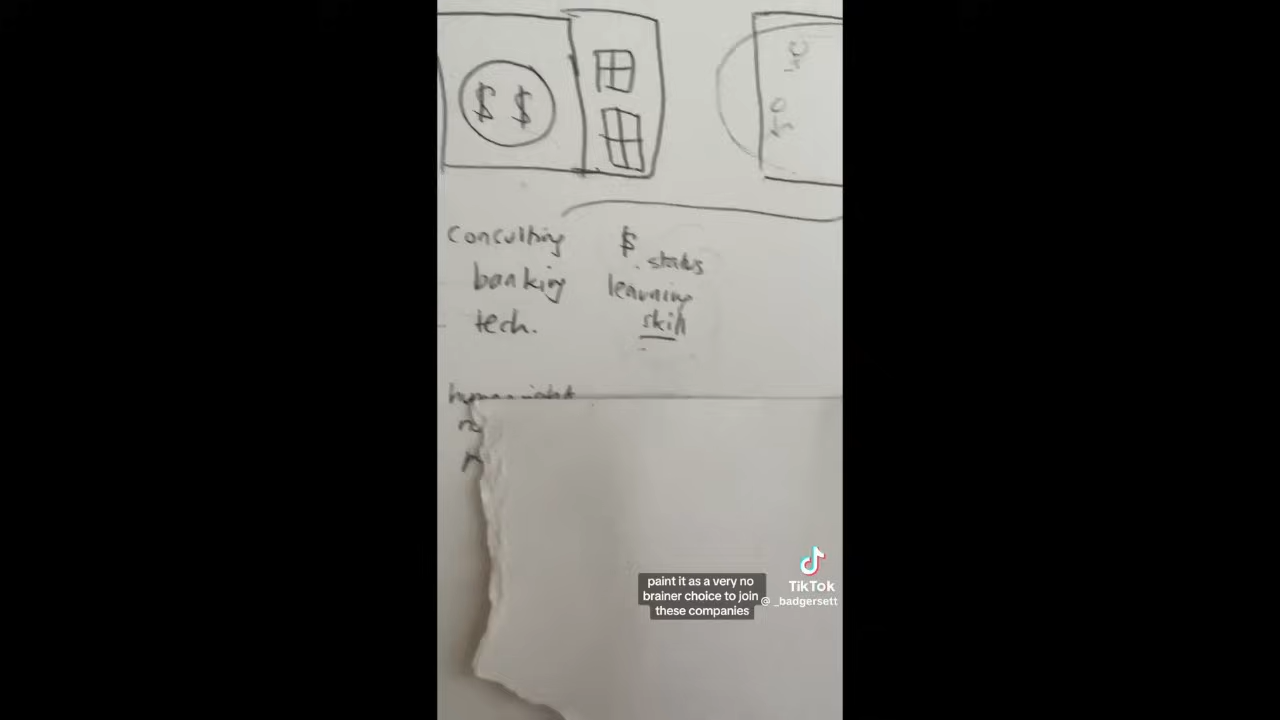 $ $
consulting
banking
tech.
$
status
learning
skill
paint it as a very no
brainer choice to join
these companies
TikTok
@_badgersett